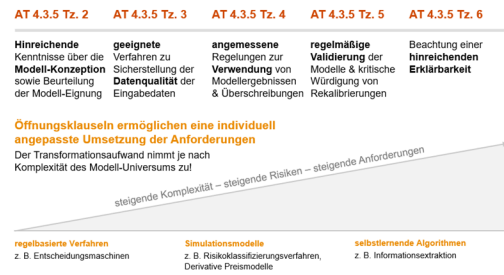 AT 4.3.5 Tz. 2
AT 4.3.5 Tz. 3
AT 4.3.5 Tz. 4
AT 4.3.5 Tz. 5
AT 4.3.5 Tz. 6
Hinreichende
Kenntnisse über die
Modell-Konzeption
sowie Beurteilung
der Modell-Eignung
geeignete
Verfahren zu
Sicherstellung der
Datenqualität der
Eingabedaten
angemessene
Regelungen zur
Verwendung von
Modellergebnissen
& Überschreibungen
regelmäßige
Validierung der
Modelle & kritische
Würdigung von
Rekalibrierungen
Beachtung einer
hinreichenden
Erklärbarkeit
Öffnungsklauseln ermöglichen eine individuell
angepasste Umsetzung der Anforderungen
Der Transformationsaufwand nimmt je nach
Komplexität des Modell-Universums zu!
steigende Komplexität – steigende Risiken – steigende Anforderungen
regelbasierte Verfahren
z. B. Entscheidungsmaschinen
Simulationsmodelle
z. B. Risikoklassifizierungsverfahren,
Derivative Preismodelle
selbstlernende Algorithmen
z. B. Informationsextraktion